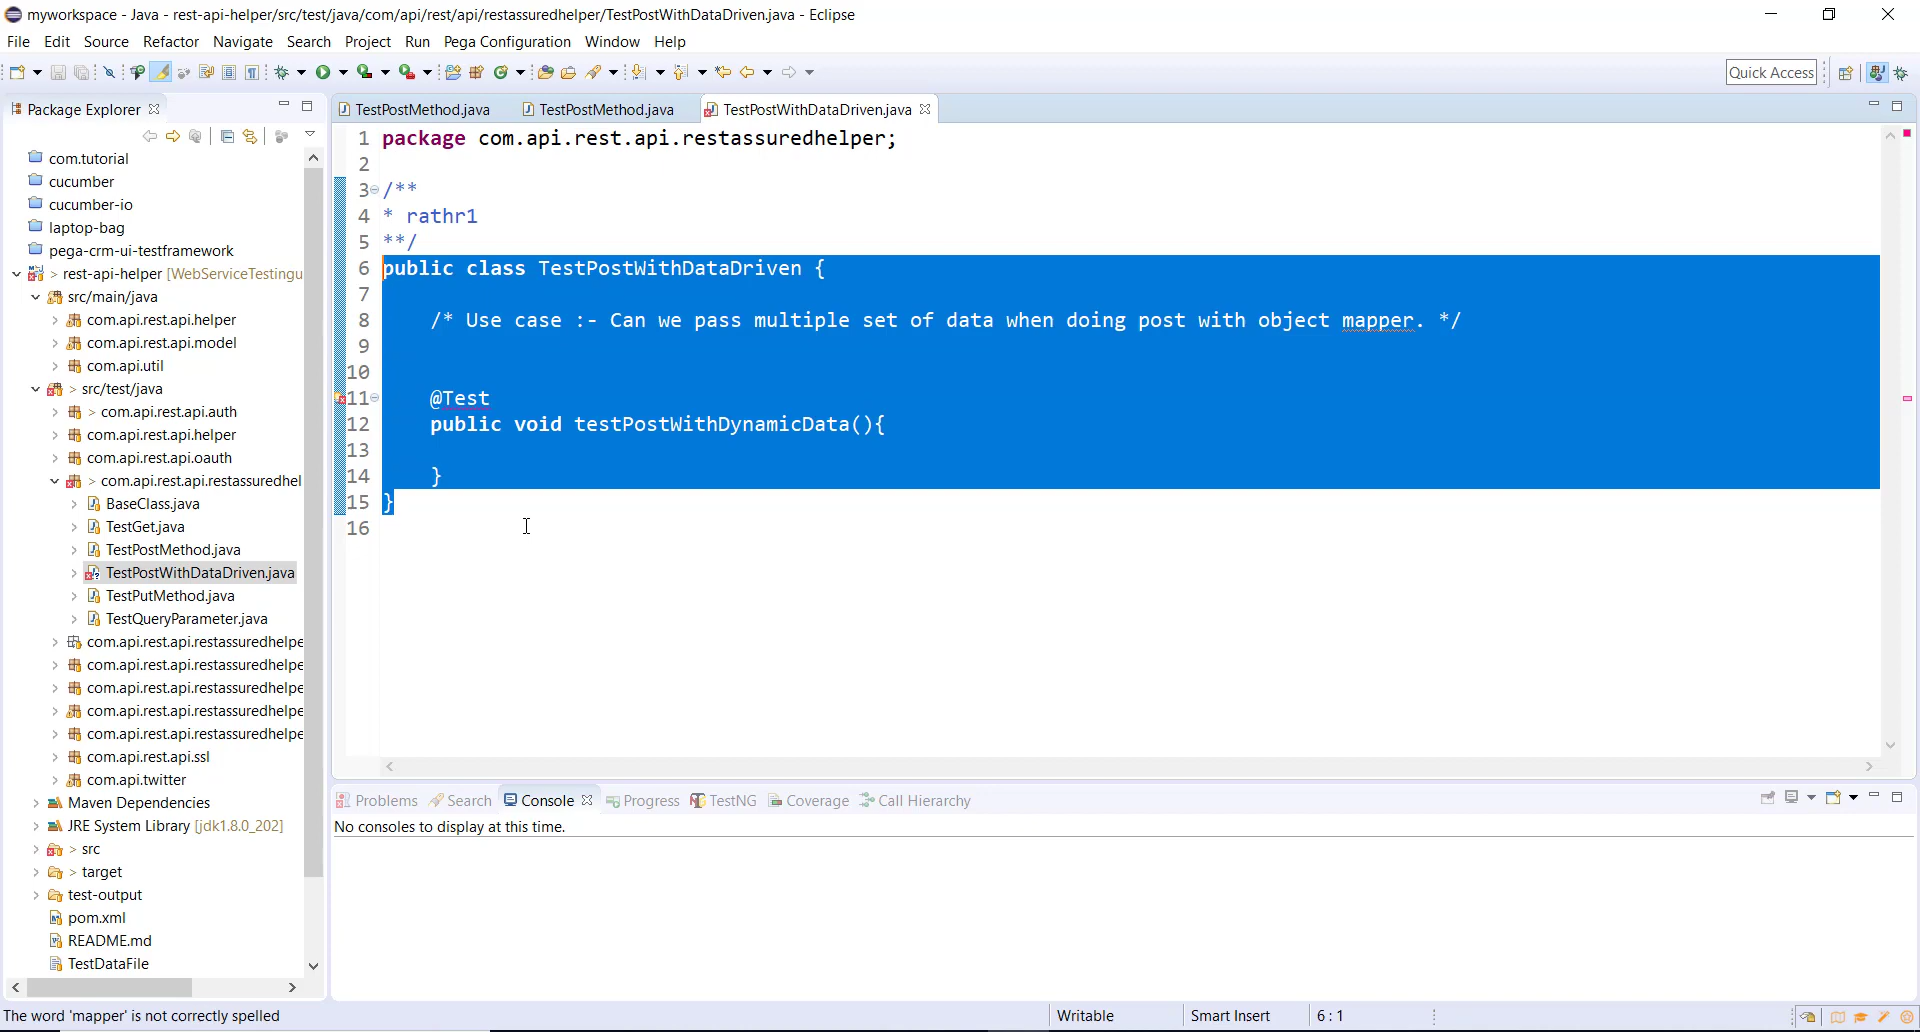 myworkspace - Java - rest-api-helper/src/test/java/com/api/rest/api/restassuredhelper/TestPostWithDataDriven.java - Eclipse
File Edit Source Refactor Navigate Search Project Run Pega Configuration Window Help
Quick Access
Package Explorer
TestPostMethod.java TestPostMethod.java TestPostWithDataDriven.java
com.tutorial
cucumber
cucumber-io
laptop-bag
pega-crm-ui-testframework
> rest-api-helper [WebServiceTestingu
src/main/java
com.api.rest.api.helper
com.api.rest.api.model
com.api.util
> src/test/java
> com.api.rest.api.auth
com.api.rest.api.helper
com.api.rest.api.oauth
> com.api.rest.api.restassuredhel
BaseClass.java
TestGet.java
TestPostMethod.java
TestPostWithDataDriven.java
TestPutMethod.java
TestQueryParameter.java
com.api.rest.api.restassuredhelpe
com.api.rest.api.restassuredhelpe
com.api.rest.api.restassuredhelpe
com.api.rest.api.restassuredhelpe
com.api.rest.api.restassuredhelpe
com.api.rest.api.ssl
com.api.twitter
Maven Dependencies
JRE System Library [jdk1.8.0_202]
> src
> target
test-output
pom.xml
README.md
TestDataFile
1 package com.api.rest.api.restassuredhelper;
2
3 /**
4 * rathr1
5 **/
6 public class TestPostWithDataDriven {
7
8 /* Use case :- Can we pass multiple set of data when doing post with object mapper. */
9
10
11 @Test
12 public void testPostWithDynamicData(){
13
14 }
15 }
16
Problems Search Console Progress TestNG Coverage Call Hierarchy
No consoles to display at this time.
The word 'mapper' is not correctly spelled Writable Smart Insert 6 : 1